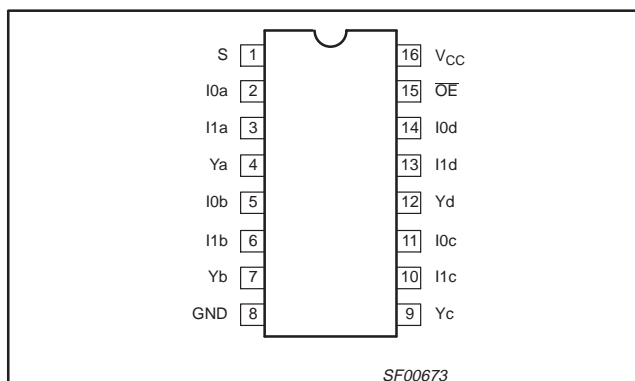 S 1 16 VCC
I0a 2 15 OE
I1a 3 14 I0d
Ya 4 13 I1d
I0b 5 12 Yd
I1b 6 11 I0c
Yb 7 10 I1c
GND 8 9 Yc
SF00673